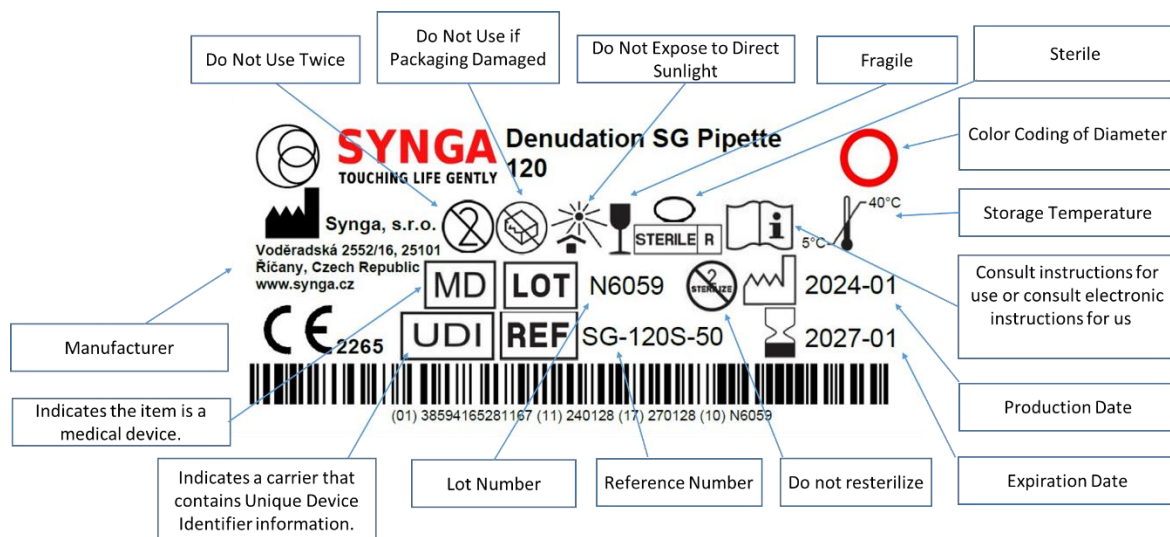 Do Not Use Twice
Do Not Use if
Packaging Damaged
Do Not Expose to Direct
Sunlight
Fragile
Sterile
Color Coding of Diameter
Storage Temperature
Consult instructions for
use or consult electronic
instructions for us
Production Date
Expiration Date
Manufacturer
Indicates the item is a
medical device.
Indicates a carrier that
contains Unique Device
Identifier information.
Lot Number
Reference Number
Do not resterilize
SYNGA
TOUCHING LIFE GENTLY
Denudation SG Pipette
120
Synga, s.r.o.
Voděradská 2552/16, 25101
Říčany, Czech Republic
www.synga.cz
2
STERILE R
i
40°C
5°C
MD LOT N6059
2
STERILIZE
2024-01
CE 2265
UDI REF SG-120S-50
2027-01
(01) 38594165281167 (11) 240128 (17) 270128 (10) N6059